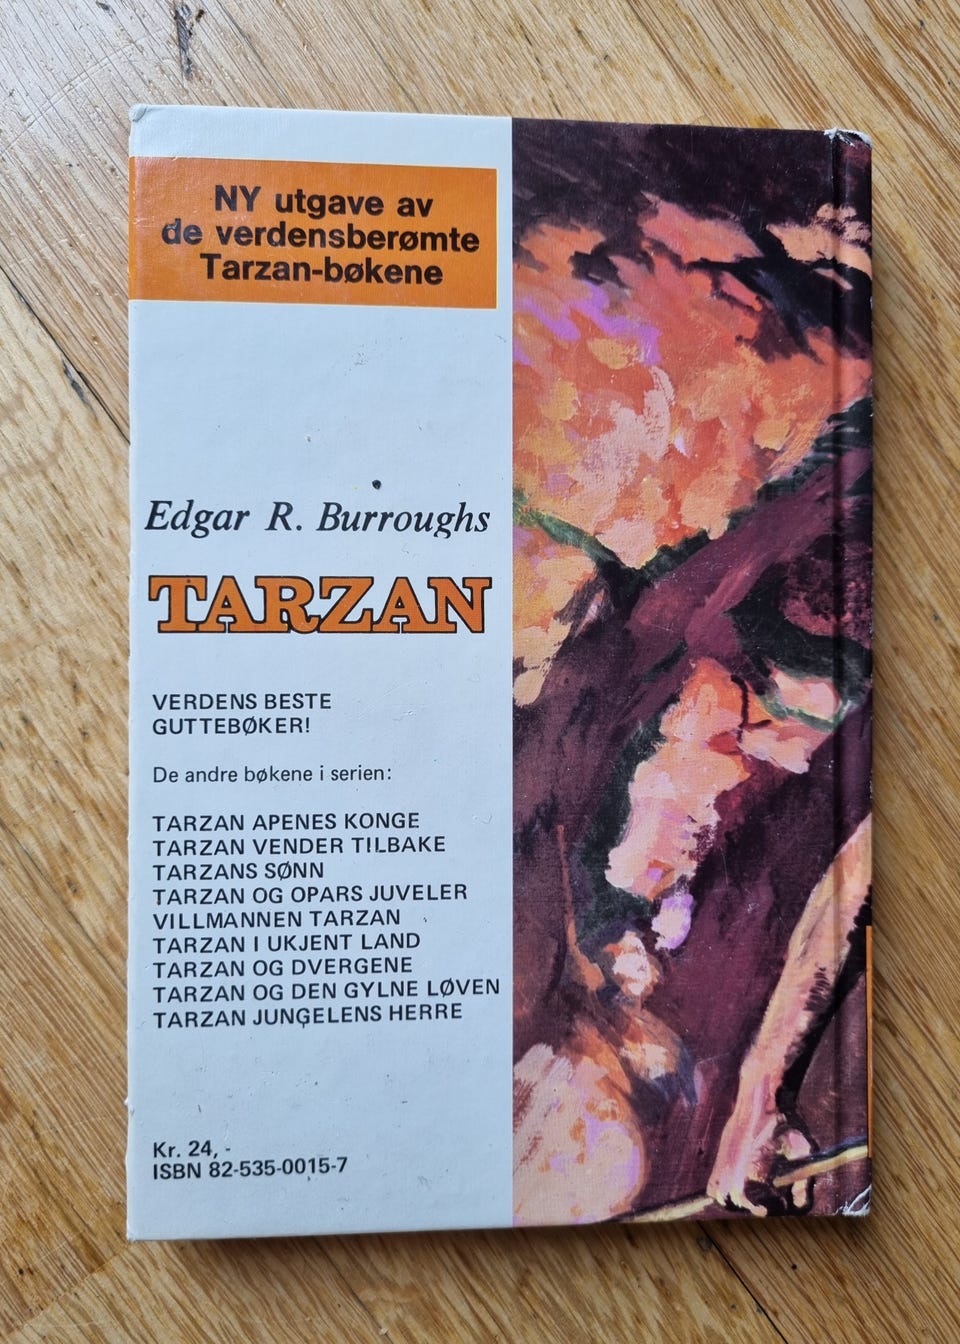 NY utgave av
de verdensberømte
Tarzan-bøkene
Edgar R. Burroughs
TARZAN
VERDENS BESTE
GUTTEBØKER!
De andre bøkene i serien:
TARZAN APENES KONGE
TARZAN VENDER TILBAKE
TARZANS SØNN
TARZAN OG OPARS JUVELER
VILLMANNEN TARZAN
TARZAN I UKJENT LAND
TARZAN OG DVERGENE
TARZAN OG DEN GYLNE LØVEN
TARZAN JUNGELENS HERRE
Kr. 24, -
ISBN 82-535-0015-7